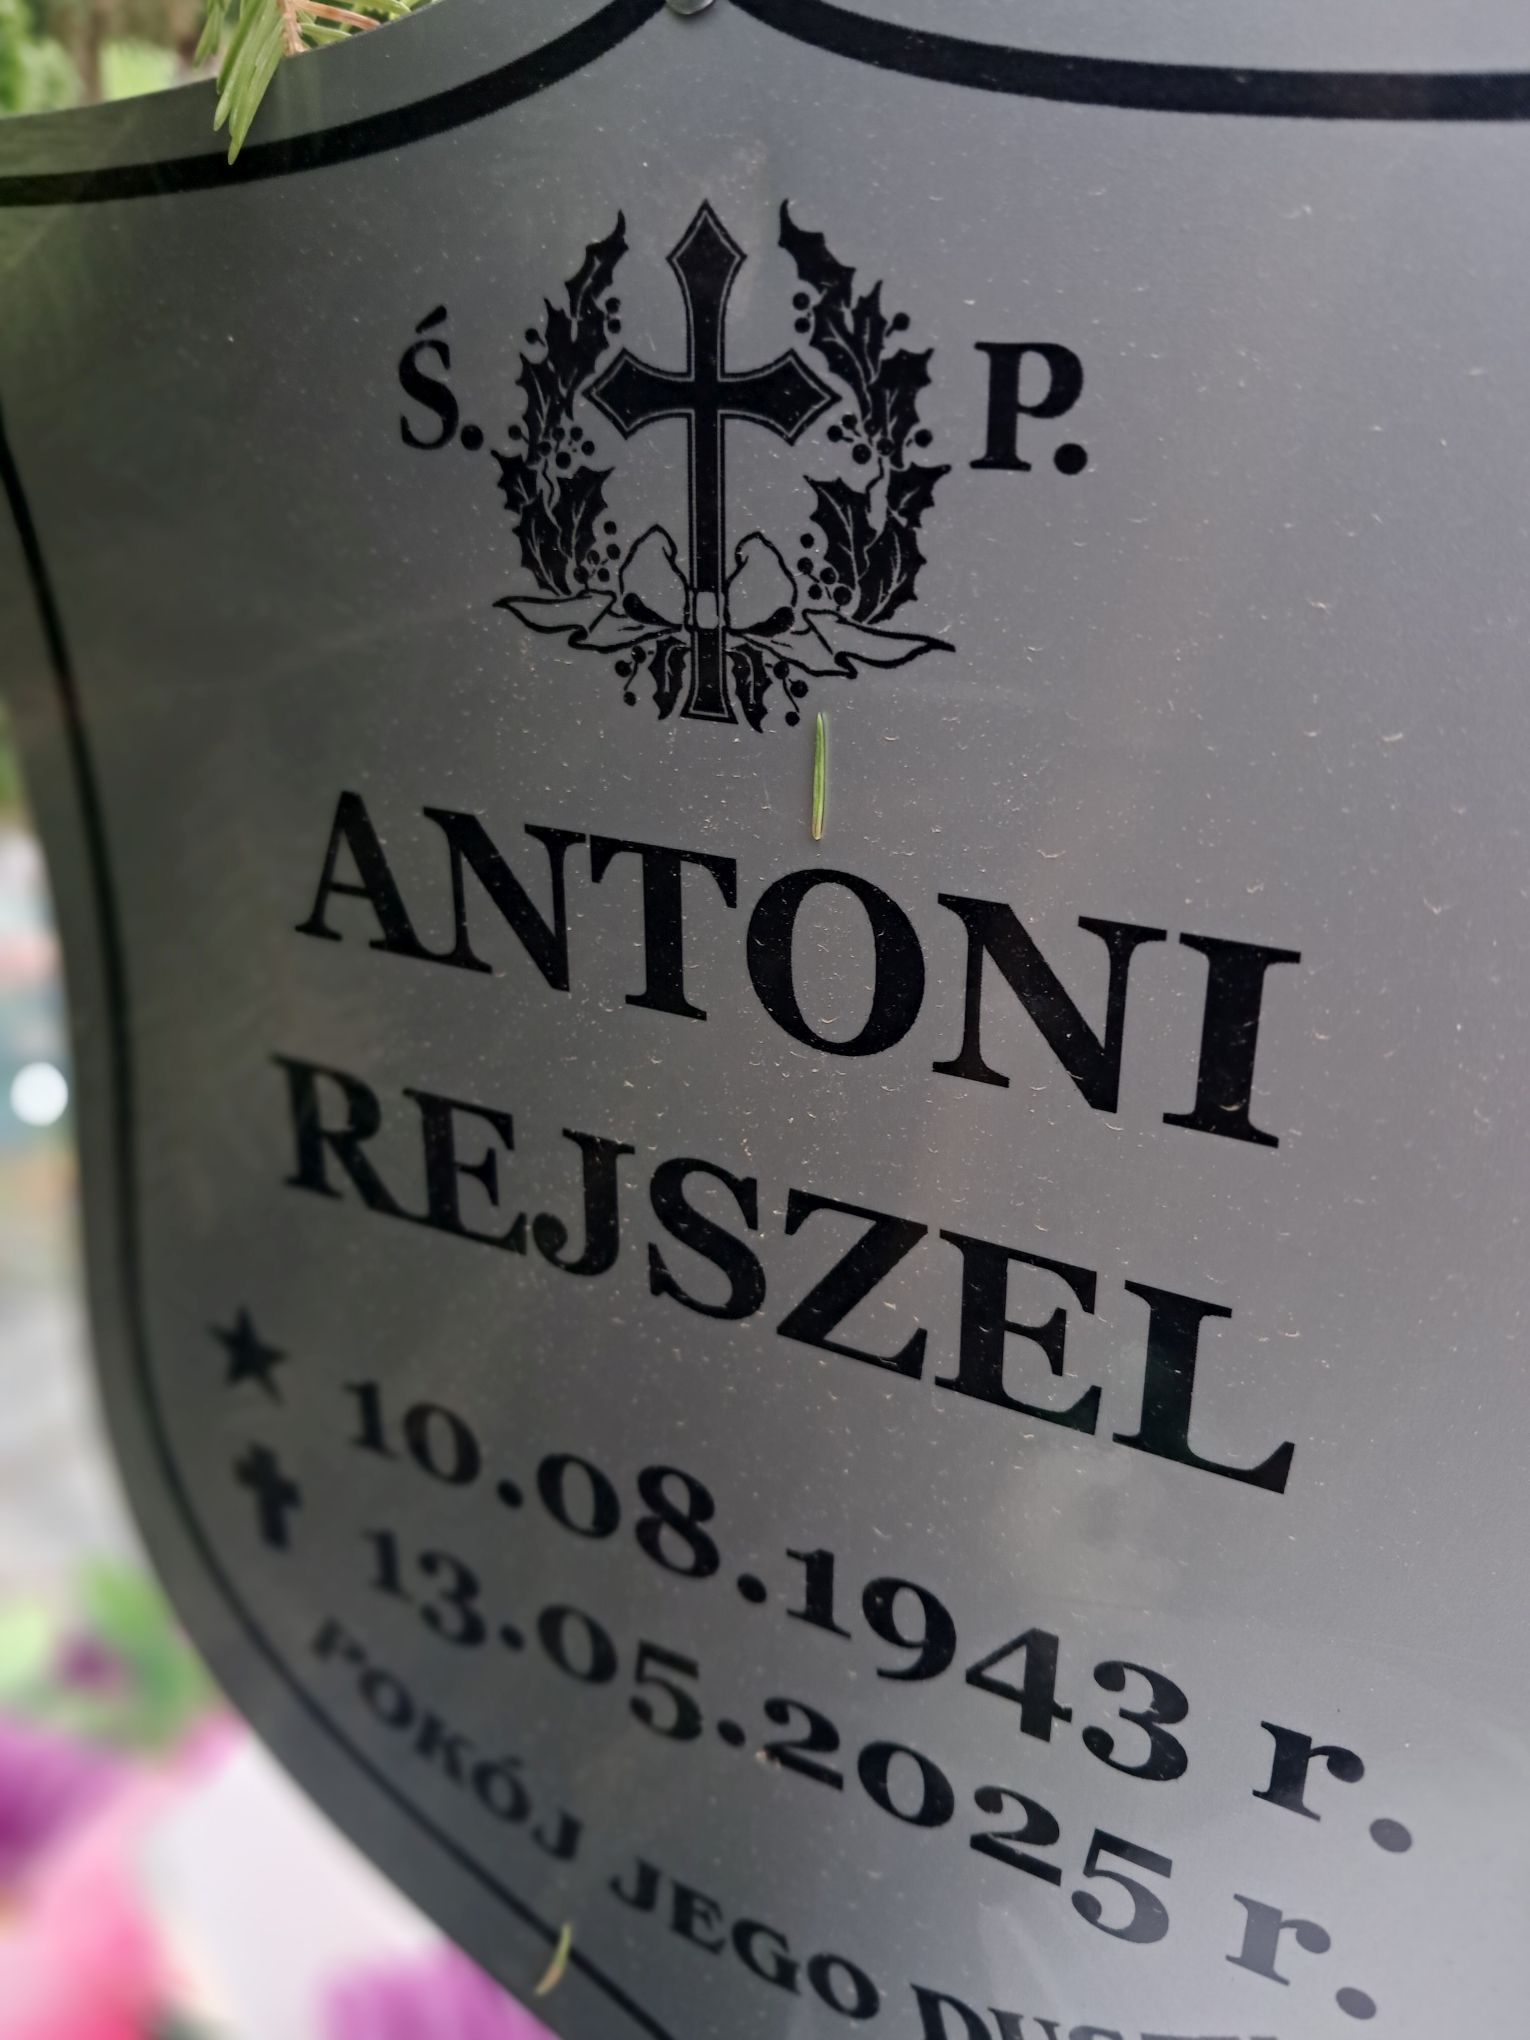 Ś. P.
ANTONI
REJSZEL
10.08.1943 r.
13.05.2025 r.
POKÓJ JEGO